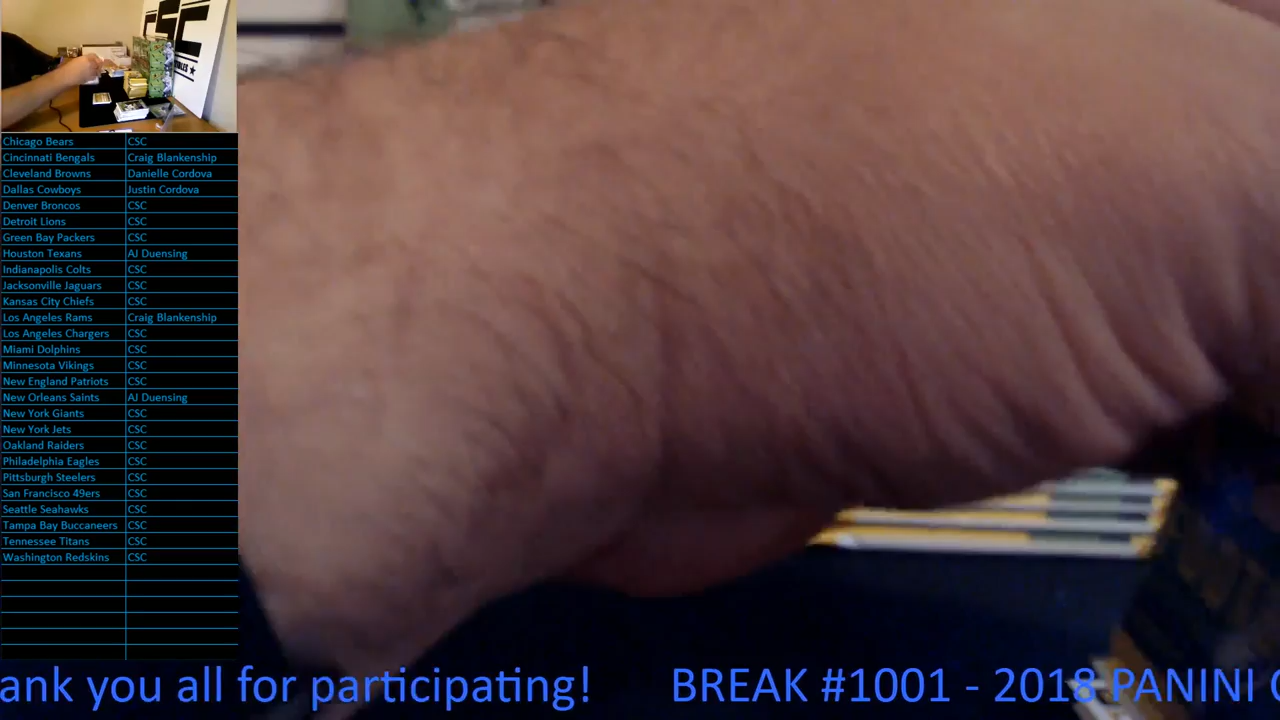 CSC
Chicago Bears CSC
Cincinnati Bengals Craig Blankenship
Cleveland Browns Danielle Cordova
Dallas Cowboys Justin Cordova
Denver Broncos CSC
Detroit Lions CSC
Green Bay Packers CSC
Houston Texans AJ Duensing
Indianapolis Colts CSC
Jacksonville Jaguars CSC
Kansas City Chiefs CSC
Los Angeles Rams Craig Blankenship
Los Angeles Chargers CSC
Miami Dolphins CSC
Minnesota Vikings CSC
New England Patriots CSC
New Orleans Saints AJ Duensing
New York Giants CSC
New York Jets CSC
Oakland Raiders CSC
Philadelphia Eagles CSC
Pittsburgh Steelers CSC
San Francisco 49ers CSC
Seattle Seahawks CSC
Tampa Bay Buccaneers CSC
Tennessee Titans CSC
Washington Redskins CSC
ank you all for participating! BREAK #1001 - 2018 PANINI